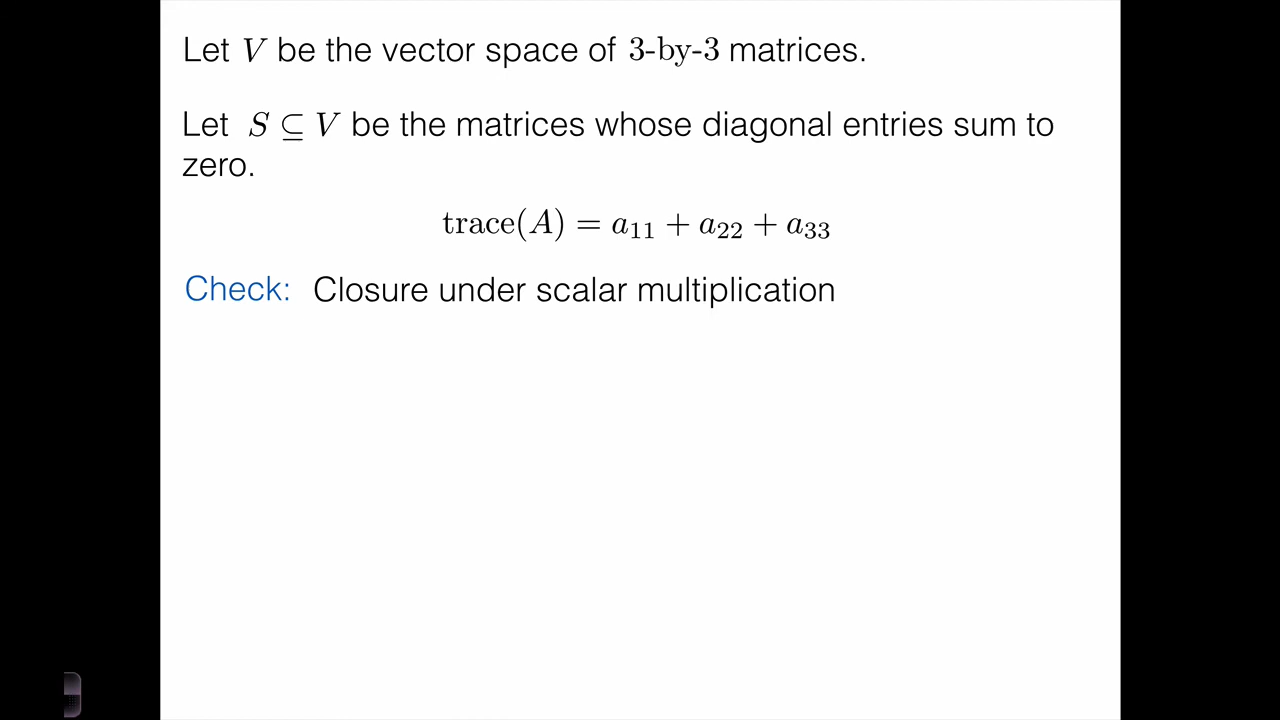 Let V be the vector space of 3-by-3 matrices.
Let S ⊆ V be the matrices whose diagonal entries sum to
zero.
trace(A) = a₁₁ + a₂₂ + a₃₃
Check: Closure under scalar multiplication